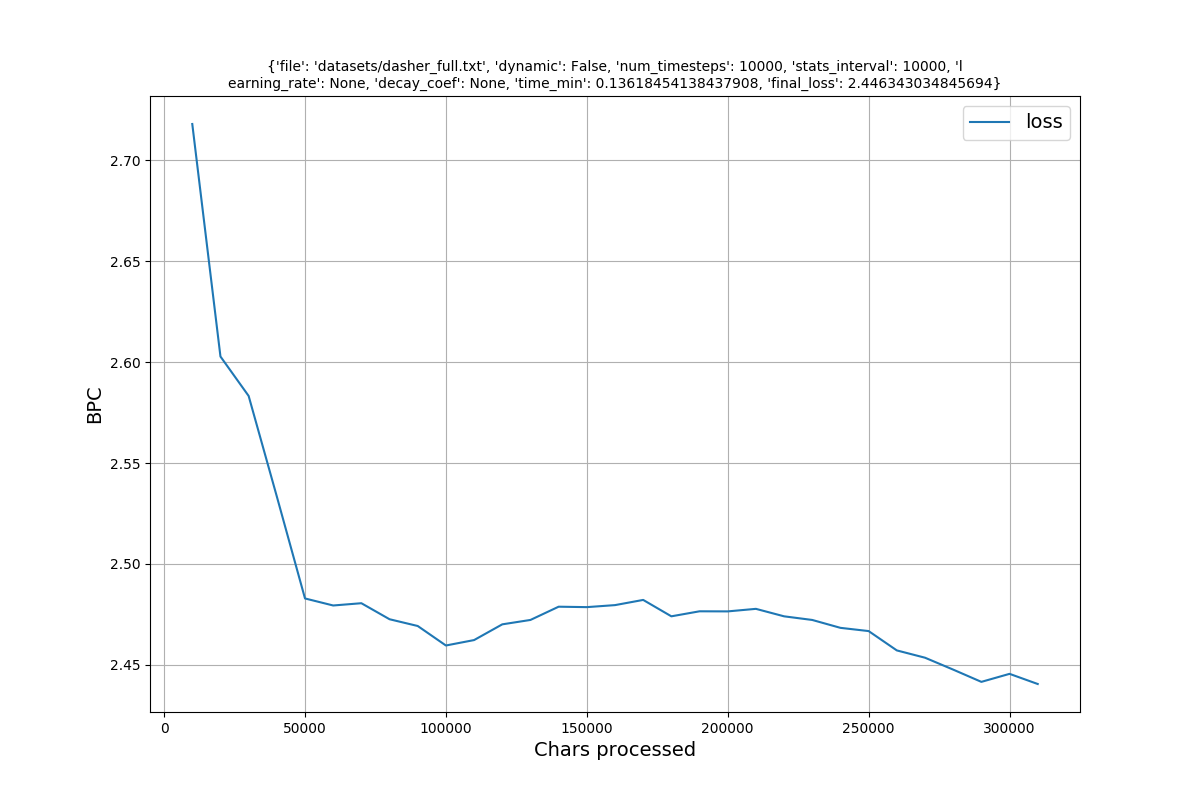 {'file': 'datasets/dasher_full.txt', 'dynamic': False, 'num_timesteps': 10000, 'stats_interval': 10000, 'l
earning_rate': None, 'decay_coef': None, 'time_min': 0.13618454138437908, 'final_loss': 2.446343034845694}
loss
2.70
2.65
2.60
2.55
2.50
2.45
BPC
0
50000
100000
150000
200000
250000
300000
Chars processed